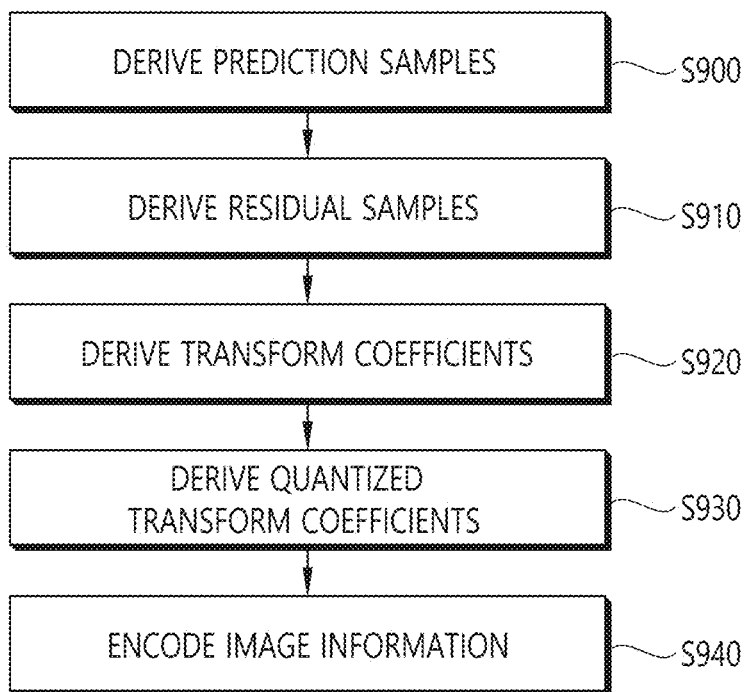 DERIVE PREDICTION SAMPLES
S900
DERIVE RESIDUAL SAMPLES
S910
DERIVE TRANSFORM COEFFICIENTS
S920
DERIVE QUANTIZED
TRANSFORM COEFFICIENTS
S930
ENCODE IMAGE INFORMATION
S940